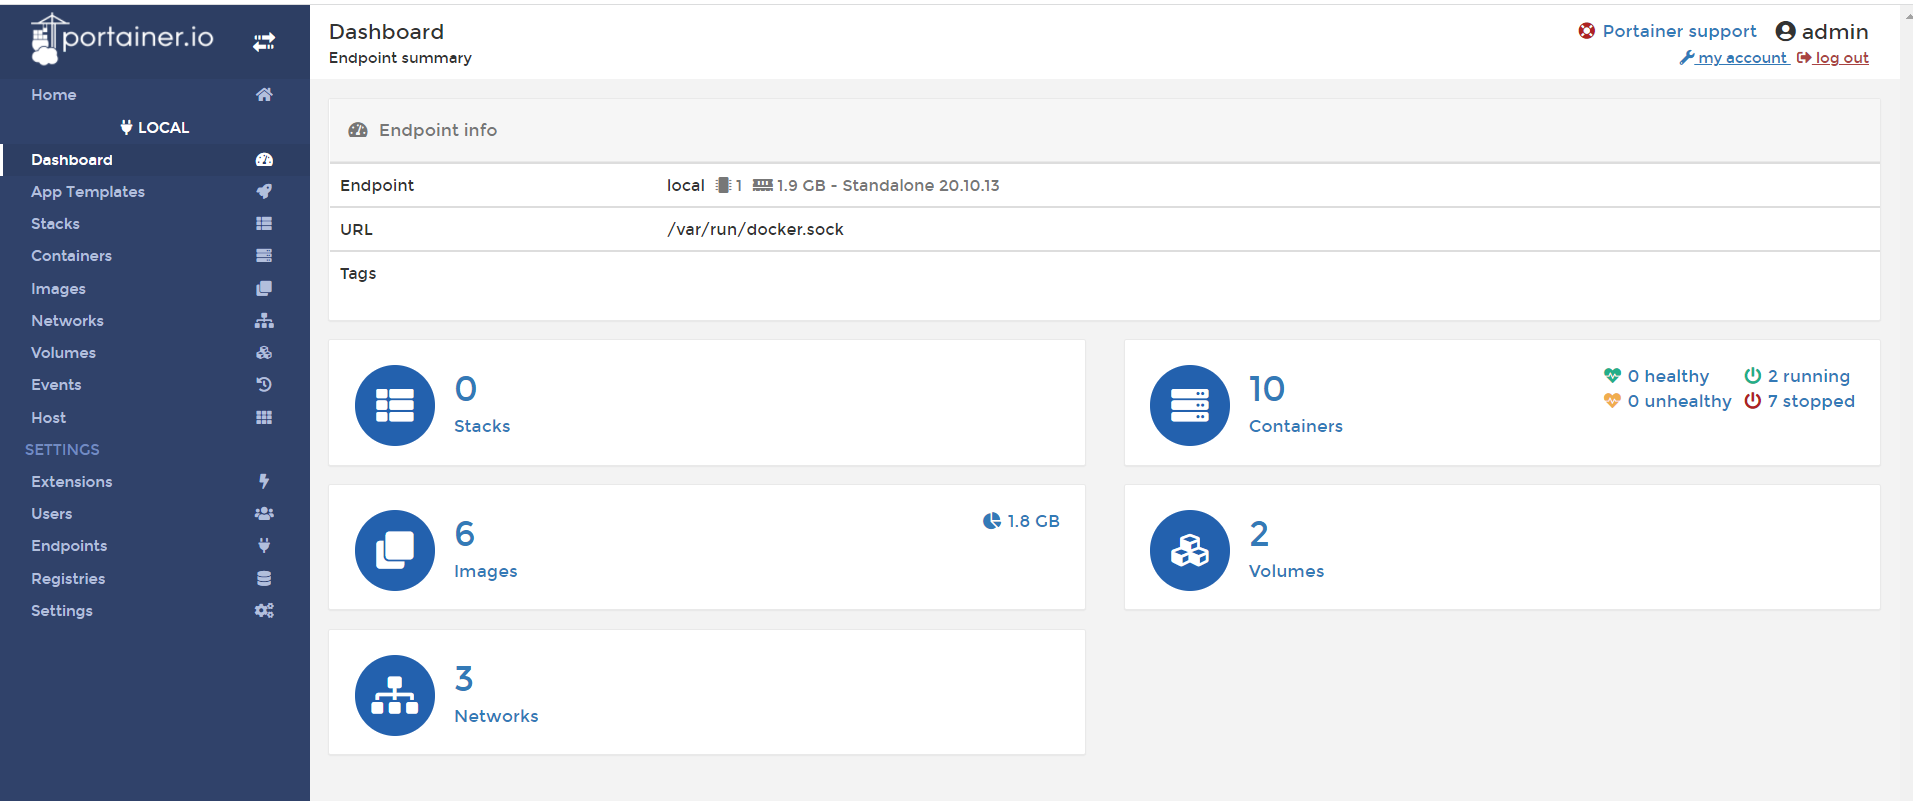 portainer.io
Home
LOCAL
Dashboard
App Templates
Stacks
Containers
Images
Networks
Volumes
Events
Host
SETTINGS
Extensions
Users
Endpoints
Registries
Settings
Dashboard
Endpoint summary
Portainer support admin
my account log out
Endpoint info
Endpoint local 1 1.9 GB - Standalone 20.10.13
URL /var/run/docker.sock
Tags
0
Stacks
10
Containers
0 healthy 2 running
0 unhealthy 7 stopped
6
Images
1.8 GB
2
Volumes
3
Networks